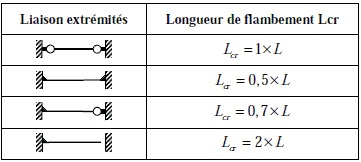 Liaison extrémités
Longueur de flambement Lcr
Lcr = 1×L
Lcr = 0,5×L
Lcr = 0,7×L
Lcr = 2×L